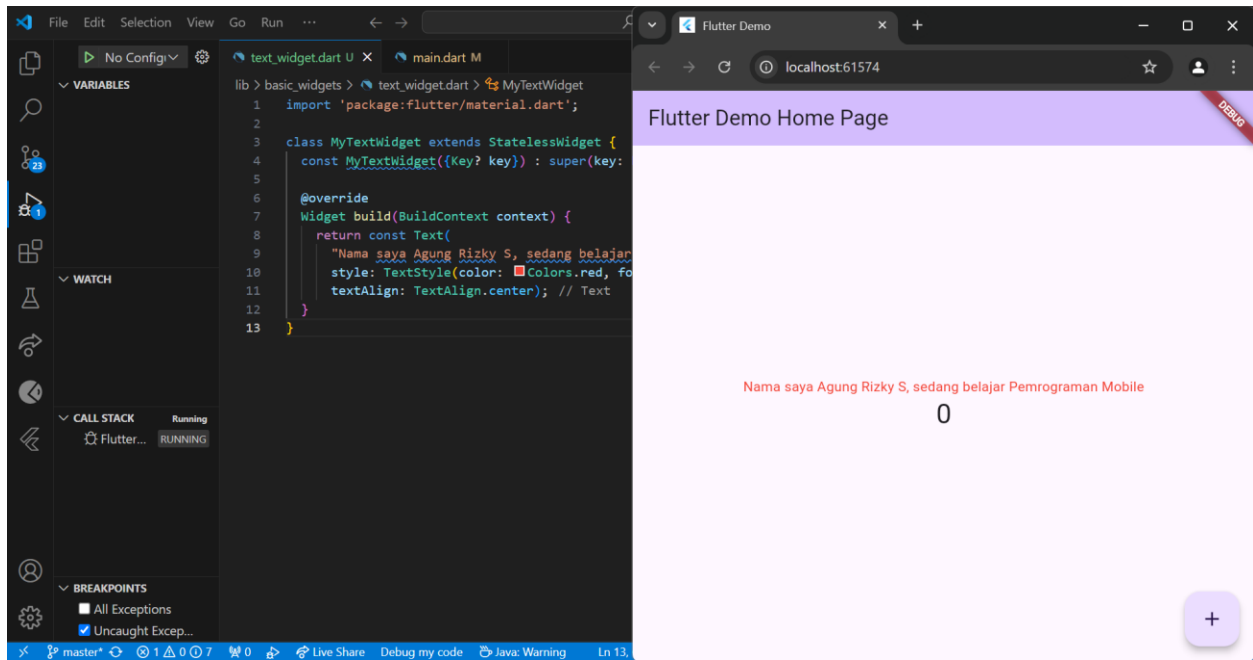 File Edit Selection View Go Run ···
No Config
text_widget.dart U
main.dart M
VARIABLES
lib > basic_widgets > text_widget.dart > MyTextWidget
1 import 'package:flutter/material.dart';
2
3 class MyTextWidget extends StatelessWidget {
4 const MyTextWidget({Key? key}) : super(key:
5
6 @override
7 Widget build(BuildContext context) {
8 return const Text(
9 "Nama saya Agung Rizky S, sedang belajar
10 style: TextStyle(color: Colors.red, fo
11 textAlign: TextAlign.center); // Text
12 }
13 }
23
1
WATCH
CALL STACK Running
Flutter... RUNNING
BREAKPOINTS
All Exceptions
Uncaught Excep...
master* 1 0 7 0 Live Share Debug my code Java: Warning Ln 13,
Flutter Demo
localhost:61574
Flutter Demo Home Page
DEBUG
Nama saya Agung Rizky S, sedang belajar Pemrograman Mobile
0
+